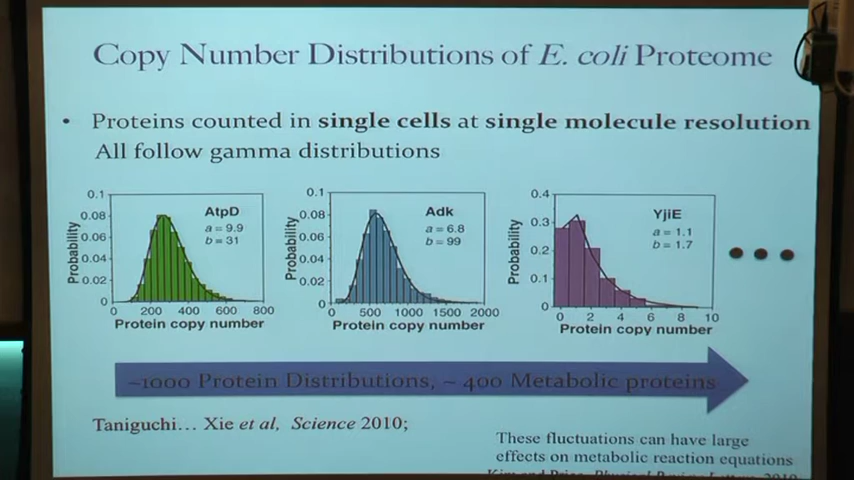 Copy Number Distributions of E. coli Proteome
• Proteins counted in single cells at single molecule resolution
All follow gamma distributions
0.1
0.08
0.06
0.04
0.02
0
Probability
AtpD
a = 9.9
b = 31
0 200 400 600 800
Protein copy number
0.1
0.08
0.06
0.04
0.02
0
Probability
Adk
a = 6.8
b = 99
0 500 1000 1500 2000
Protein copy number
0.4
0.3
0.2
0.1
0
Probability
YjiE
a = 1.1
b = 1.7
0 2 4 6 8 10
Protein copy number
~1000 Protein Distributions, ~ 400 Metabolic proteins
Taniguchi... Xie et al, Science 2010;
These fluctuations can have large
effects on metabolic reaction equations